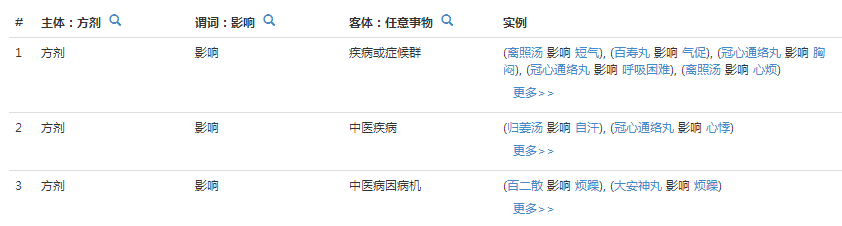 # 主体：方剂 谓词：影响 客体：任意事物 实例
1 方剂 影响 疾病或症候群 (离照汤 影响 短气), (百寿丸 影响 气促), (冠心通络丸 影响 胸
闷), (冠心通络丸 影响 呼吸困难), (离照汤 影响 心烦)
更多>>
2 方剂 影响 中医疾病 (归姜汤 影响 自汗), (冠心通络丸 影响 心悸)
更多>>
3 方剂 影响 中医病因病机 (百二散 影响 烦躁), (大安神丸 影响 烦躁)
更多>>